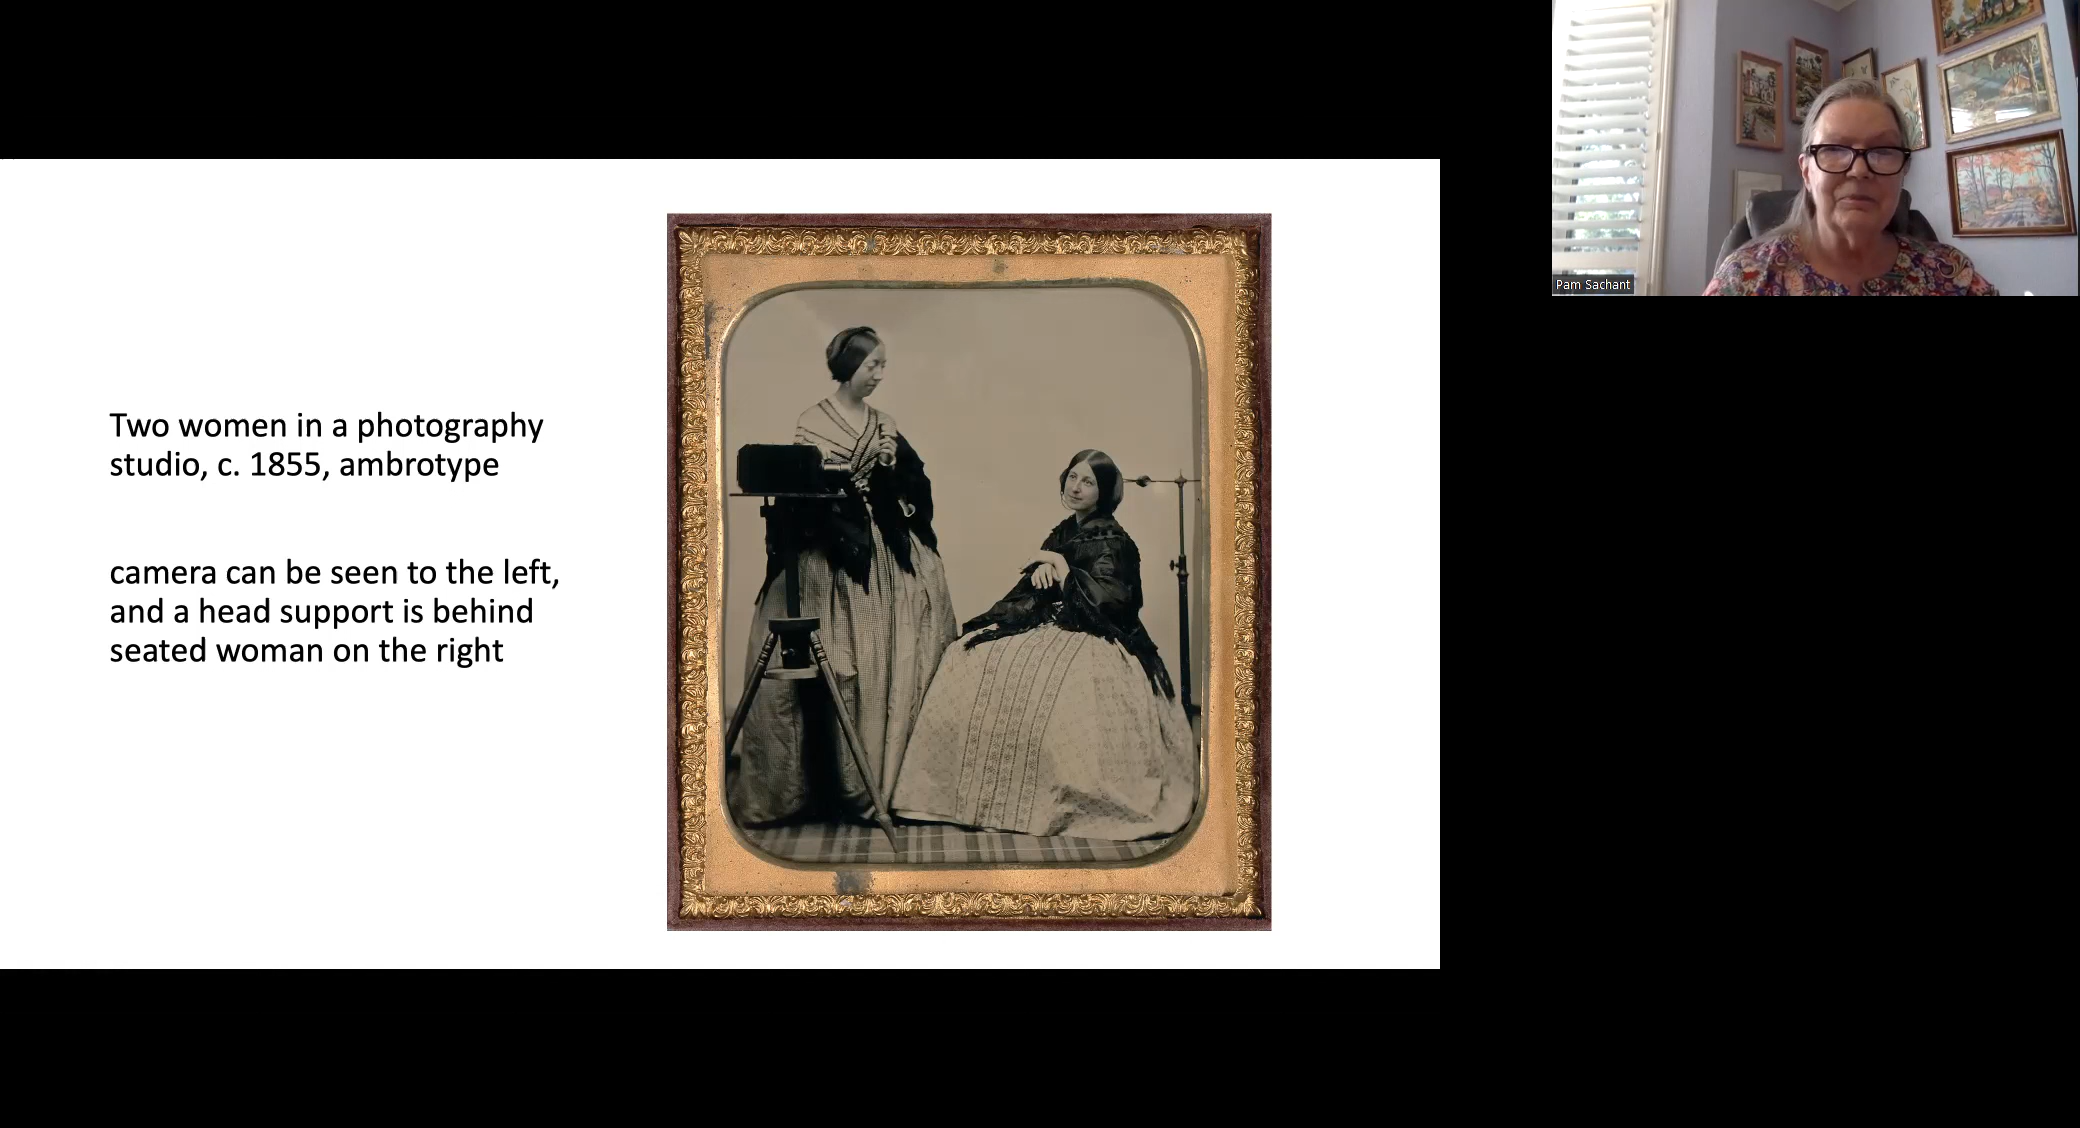 Two women in a photography
studio, c. 1855, ambrotype
camera can be seen to the left,
and a head support is behind
seated woman on the right
Pam Sachant